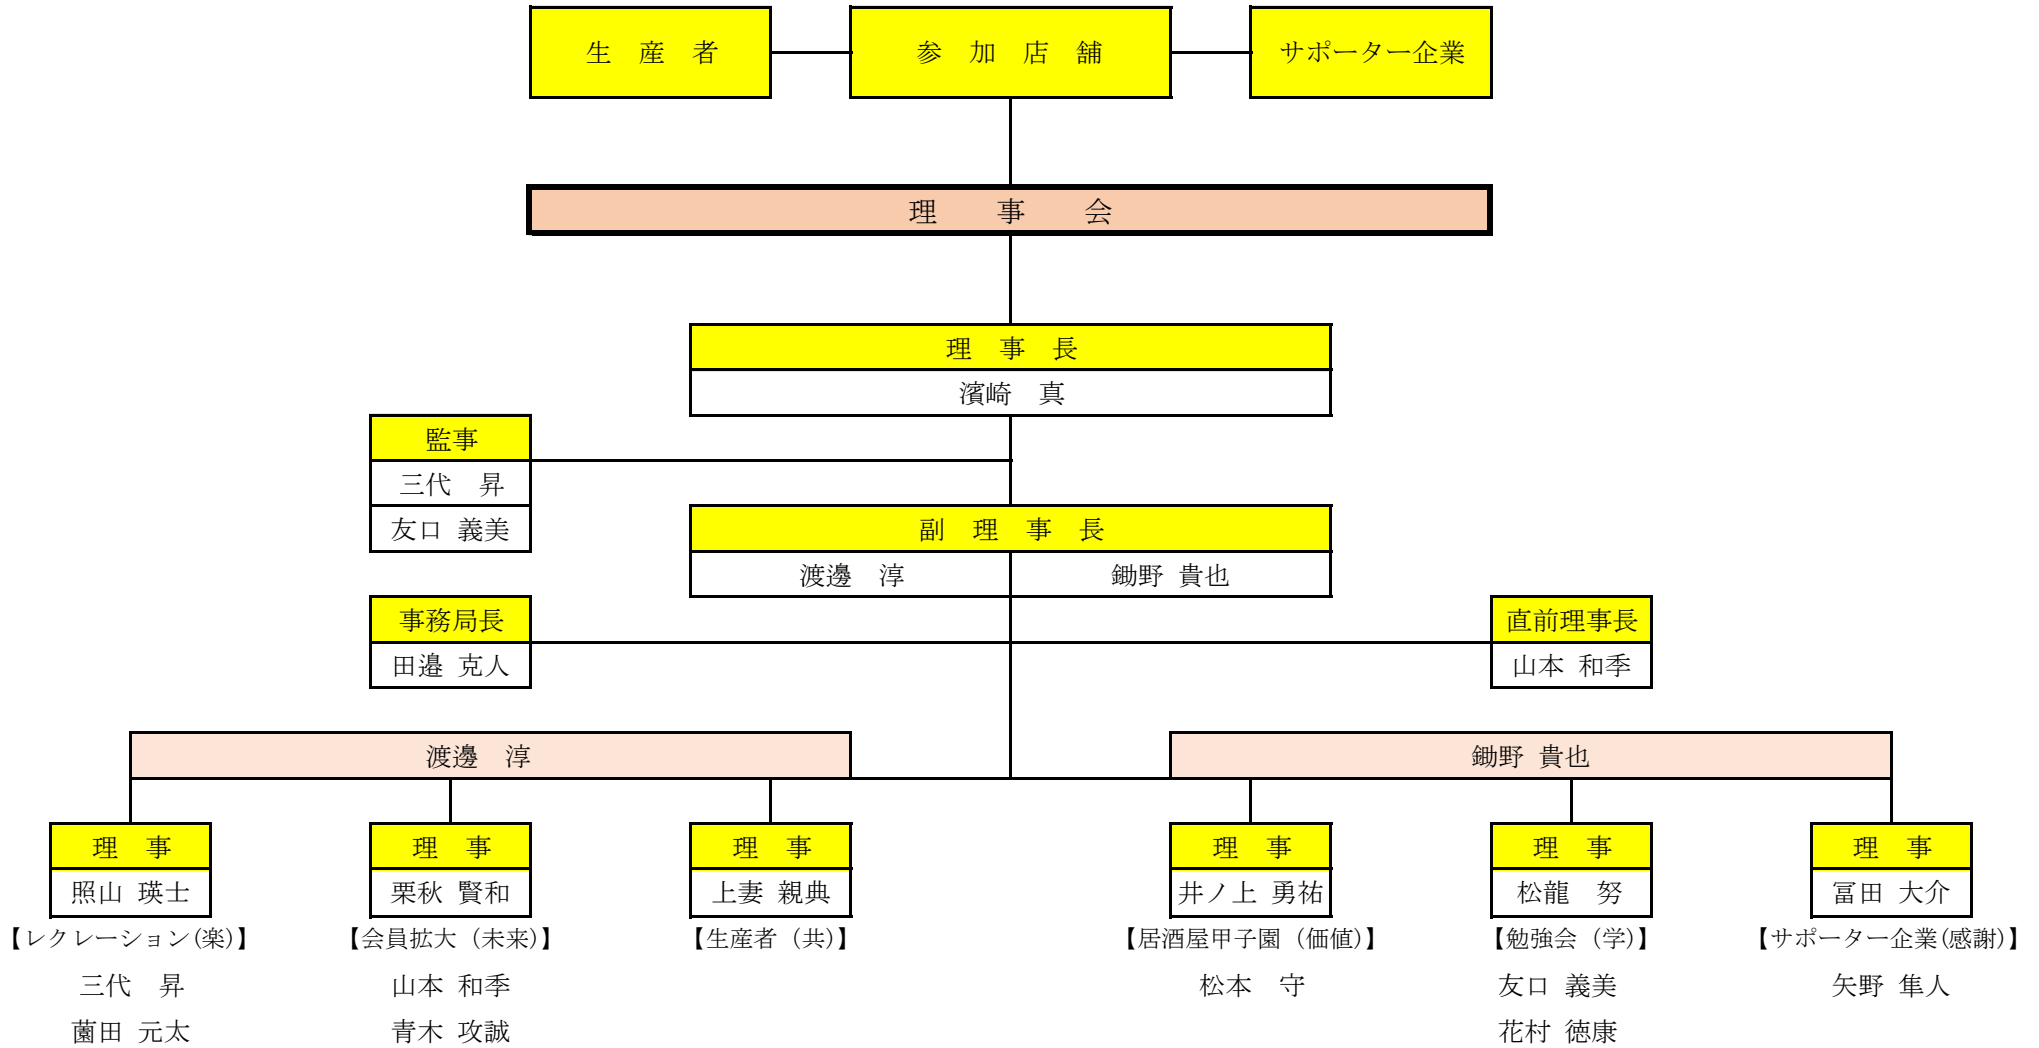 生　産　者
参　加　店　舗
サポーター企業
理　事　会
理　事　長
濱崎　真
監事
三代　昇
友口 義美
副　理　事　長
渡邊　淳
鋤野 貴也
事務局長
田邉 克人
直前理事長
山本 和季
渡邊　淳
鋤野 貴也
理　事
照山 瑛士
【レクレーション(楽)】
三代　昇
薗田 元太
理　事
栗秋 賢和
【会員拡大（未来)】
山本 和季
青木 攻誠
理　事
上妻 親典
【生産者（共)】
理　事
井ノ上 勇祐
【居酒屋甲子園（価値)】
松本　守
理　事
松龍　努
【勉強会（学)】
友口 義美
花村 徳康
理　事
冨田 大介
【サポーター企業(感謝)】
矢野 隼人